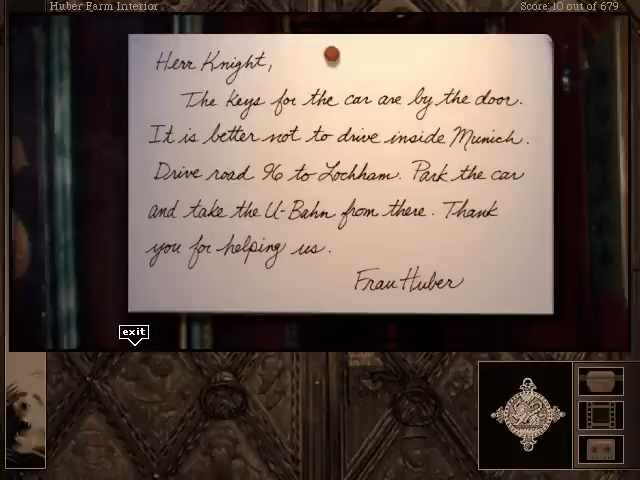 Huber Farm Interior
Score: 10 out of 679
Herr Knight,
The keys for the car are by the door.
It is better not to drive inside Munich.
Drive road 96 to Lochham. Park the car
and take the U-Bahn from there. Thank
you for helping us.
Frau Huber
exit